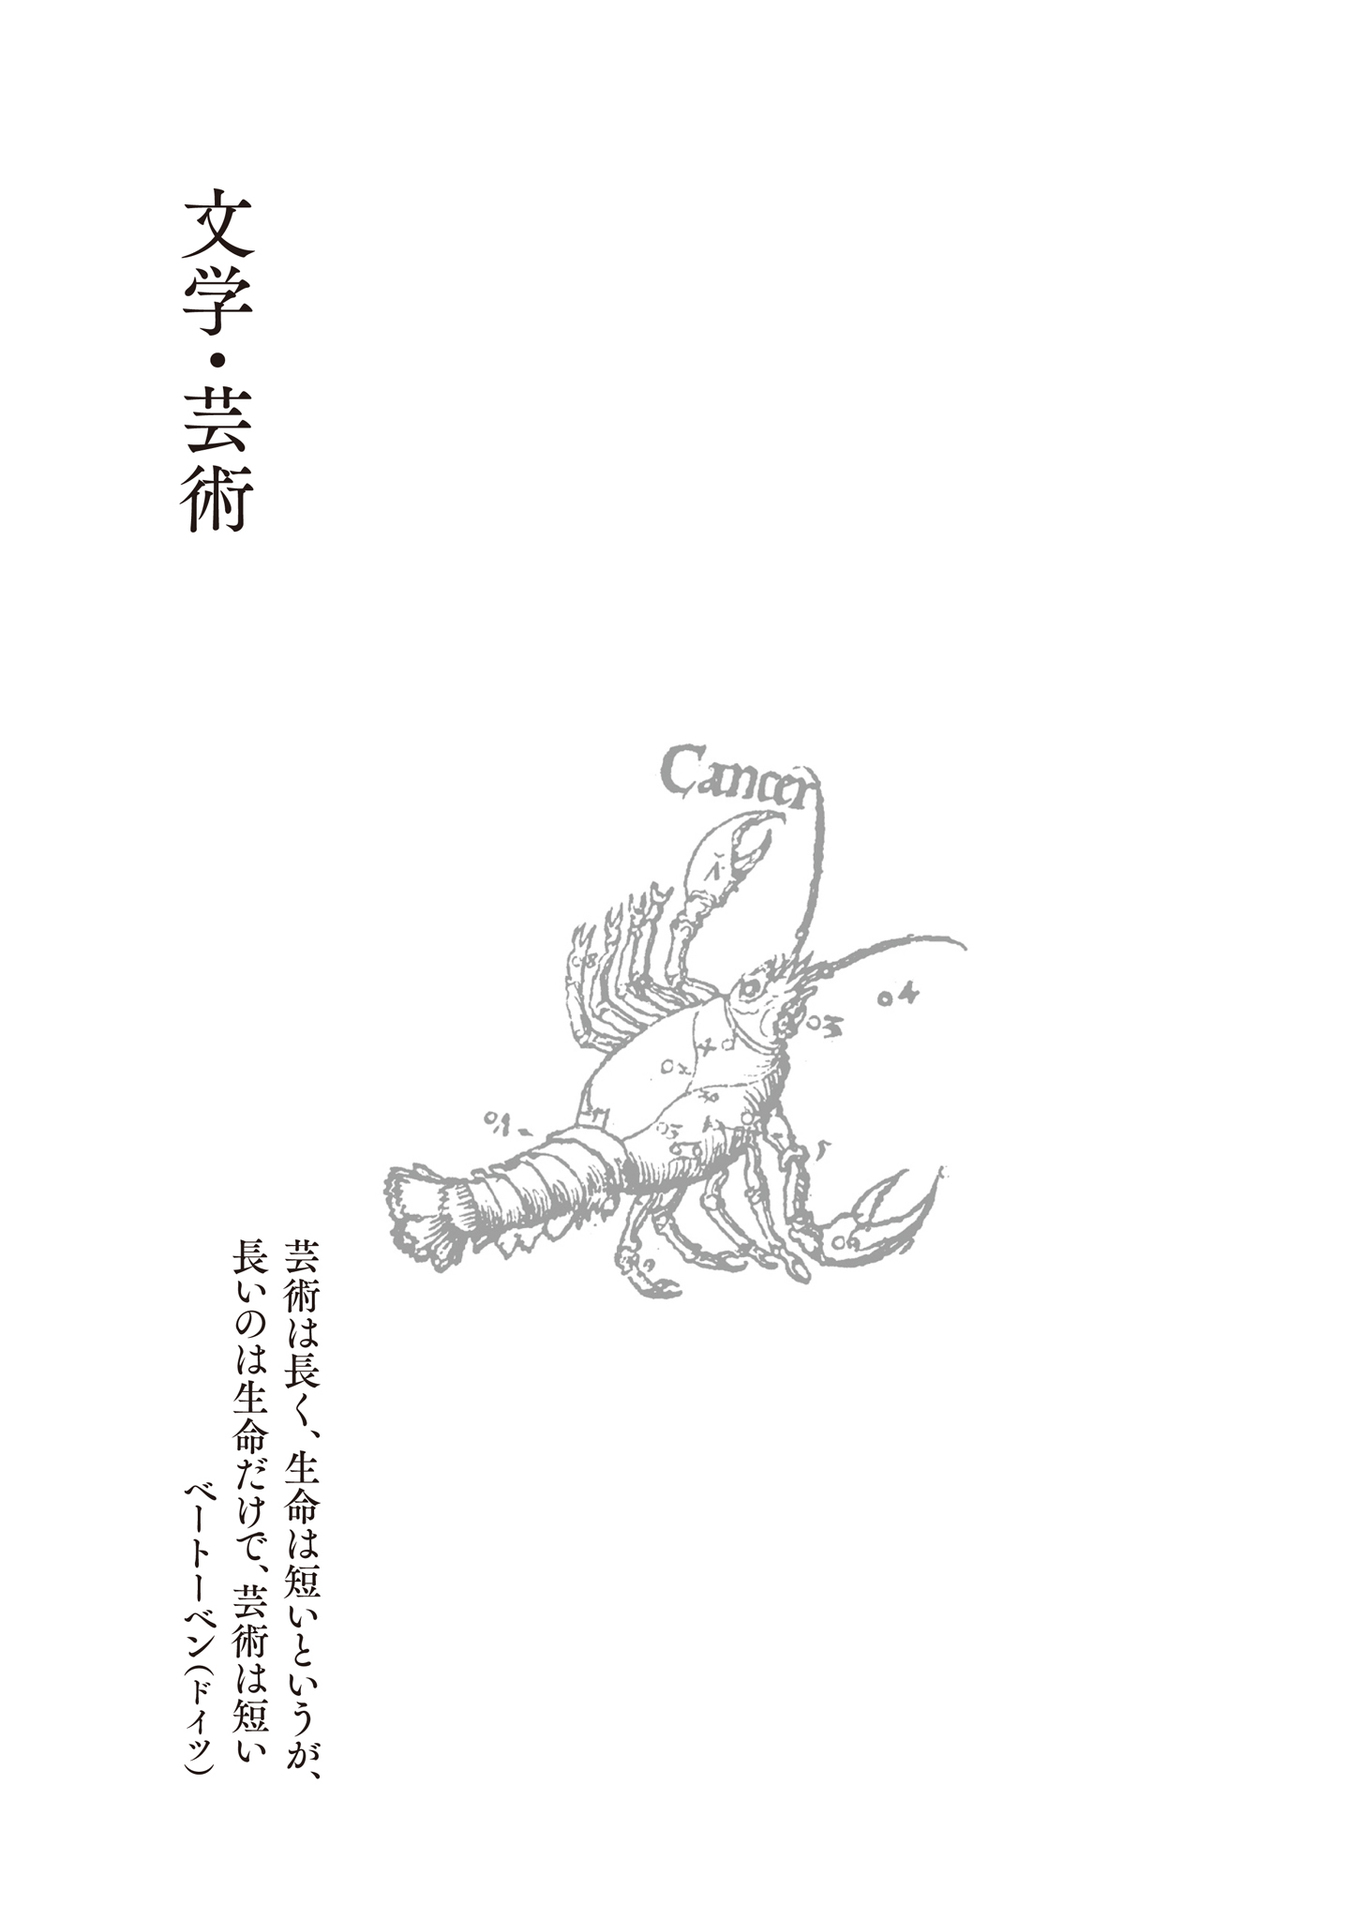 文学・芸術
Cancer
芸術は長く、生命は短いというが、
長いのは生命だけで、芸術は短い
ベートーベン（ドイツ）